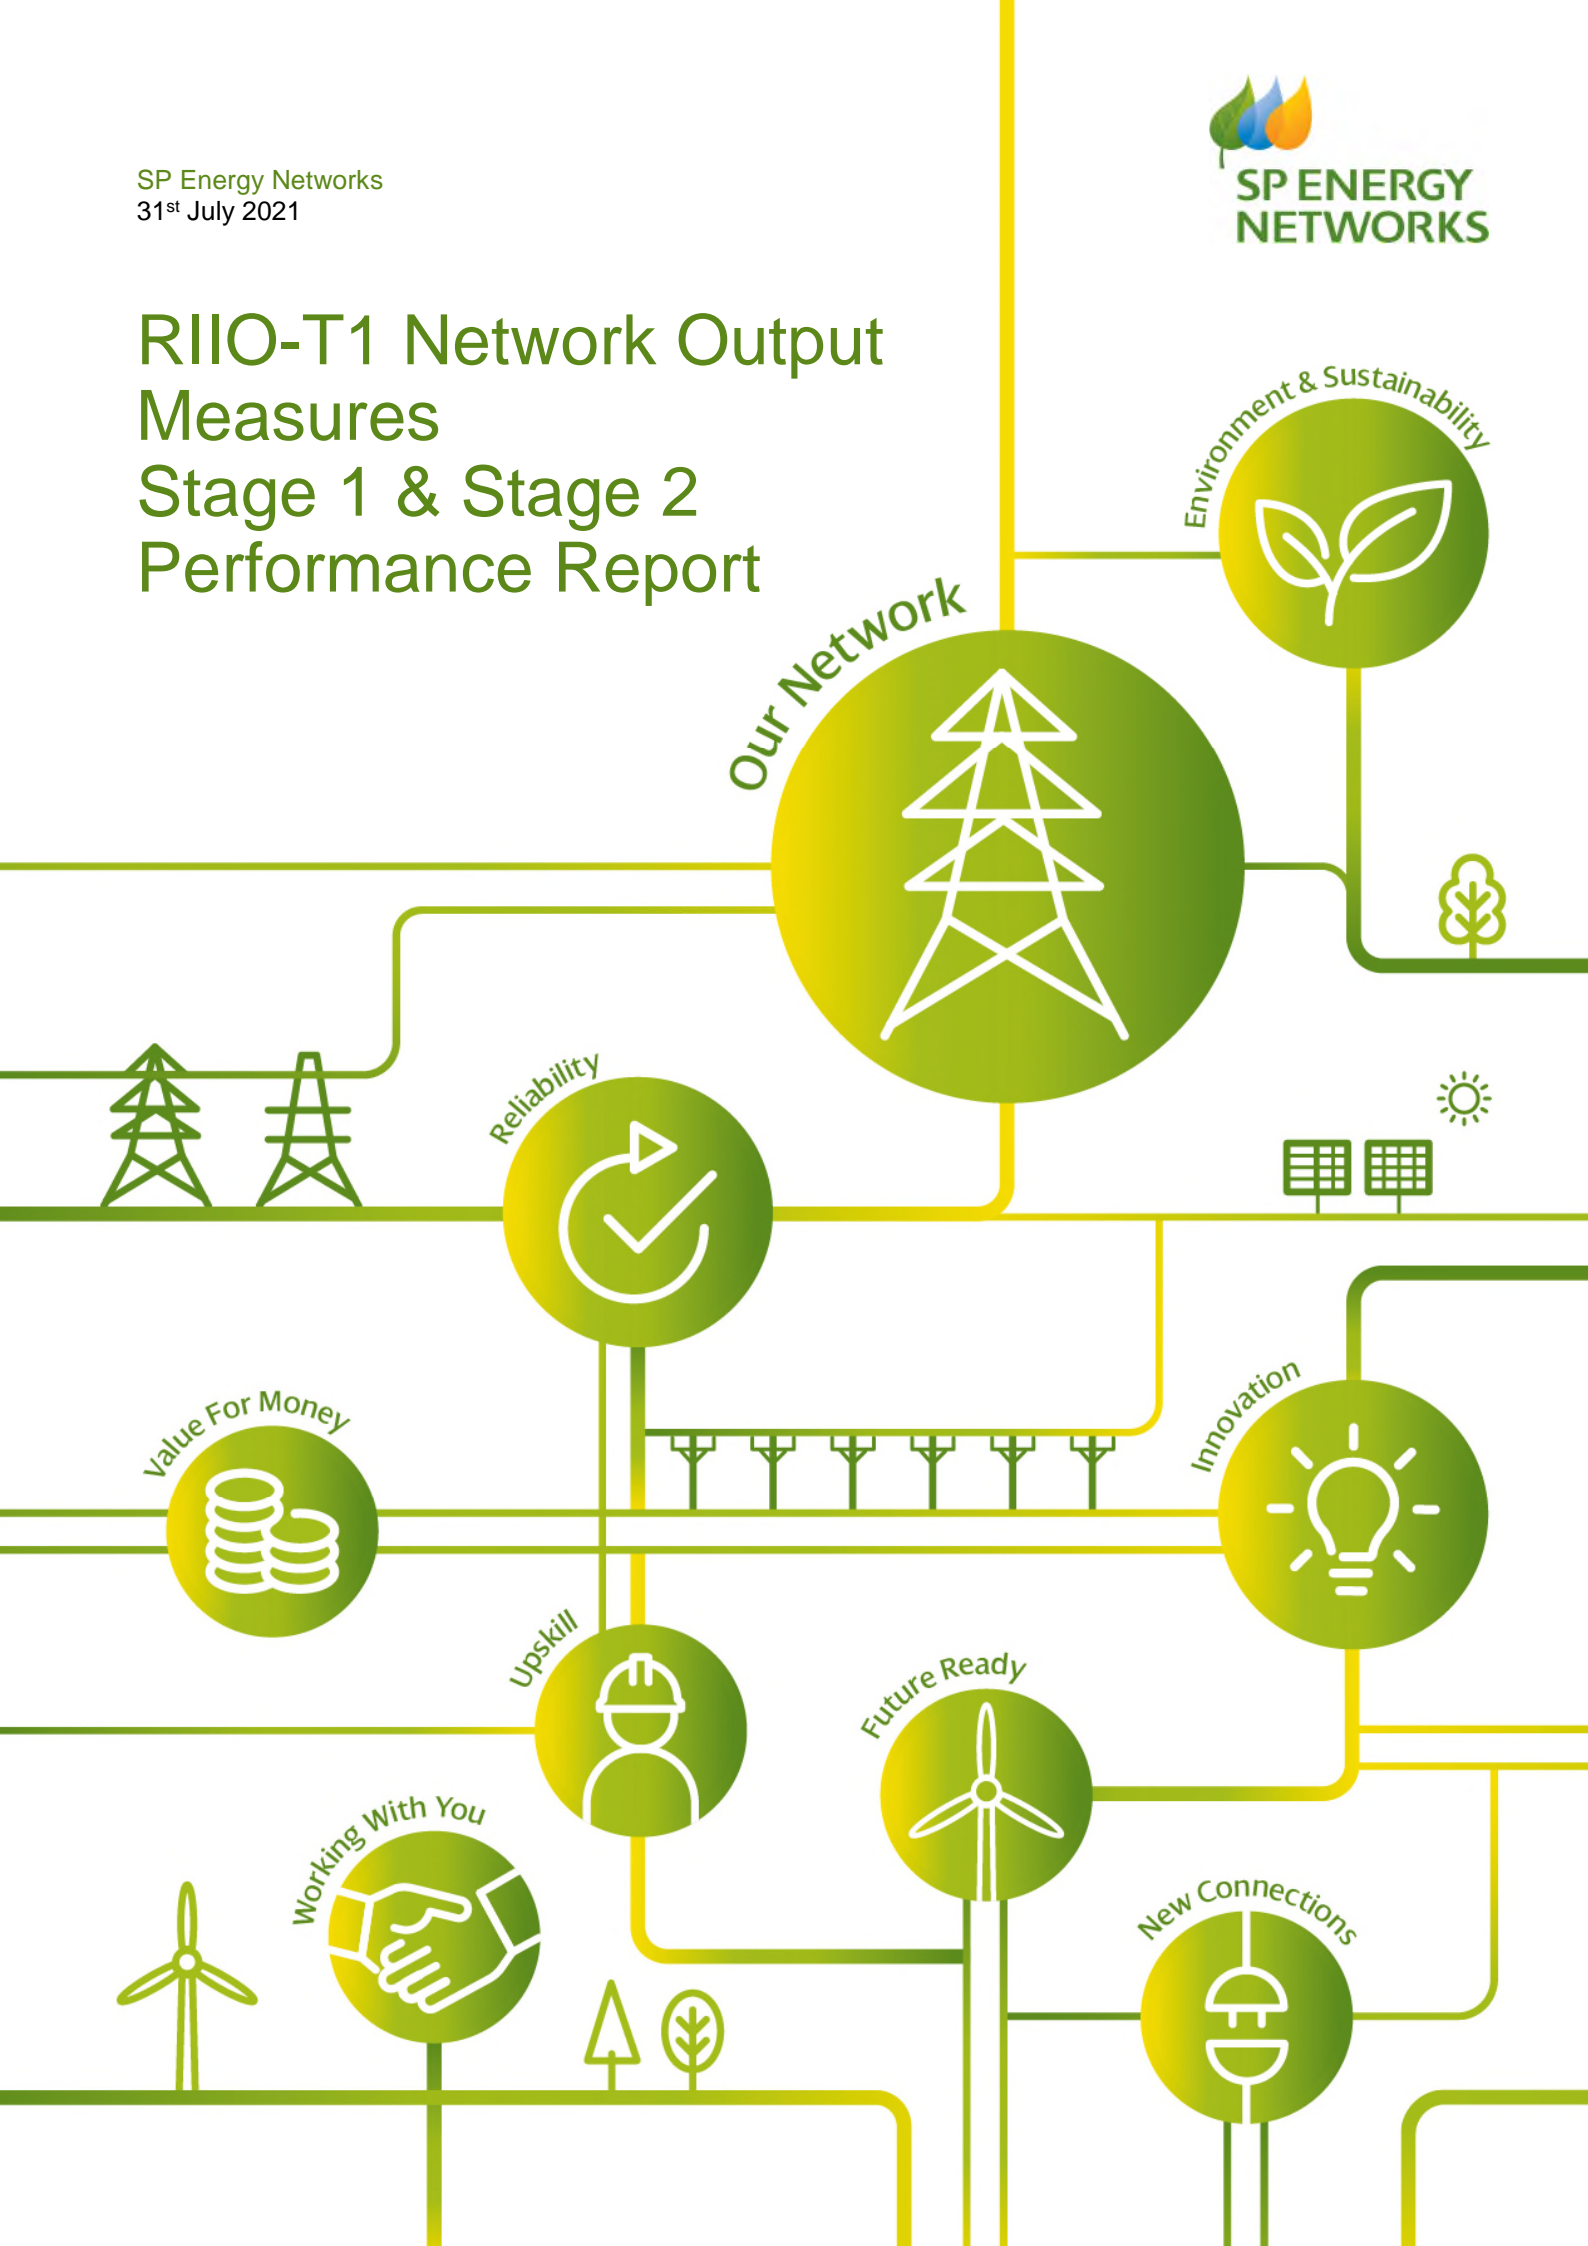 SP Energy Networks
31st July 2021
SP ENERGY
NETWORKS
RIIO-T1 Network Output
Measures
Stage 1 & Stage 2
Performance Report
Environment & Sustainability
Our Network
Reliability
Value For Money
Innovation
Upskill
Future Ready
Working With You
New Connections